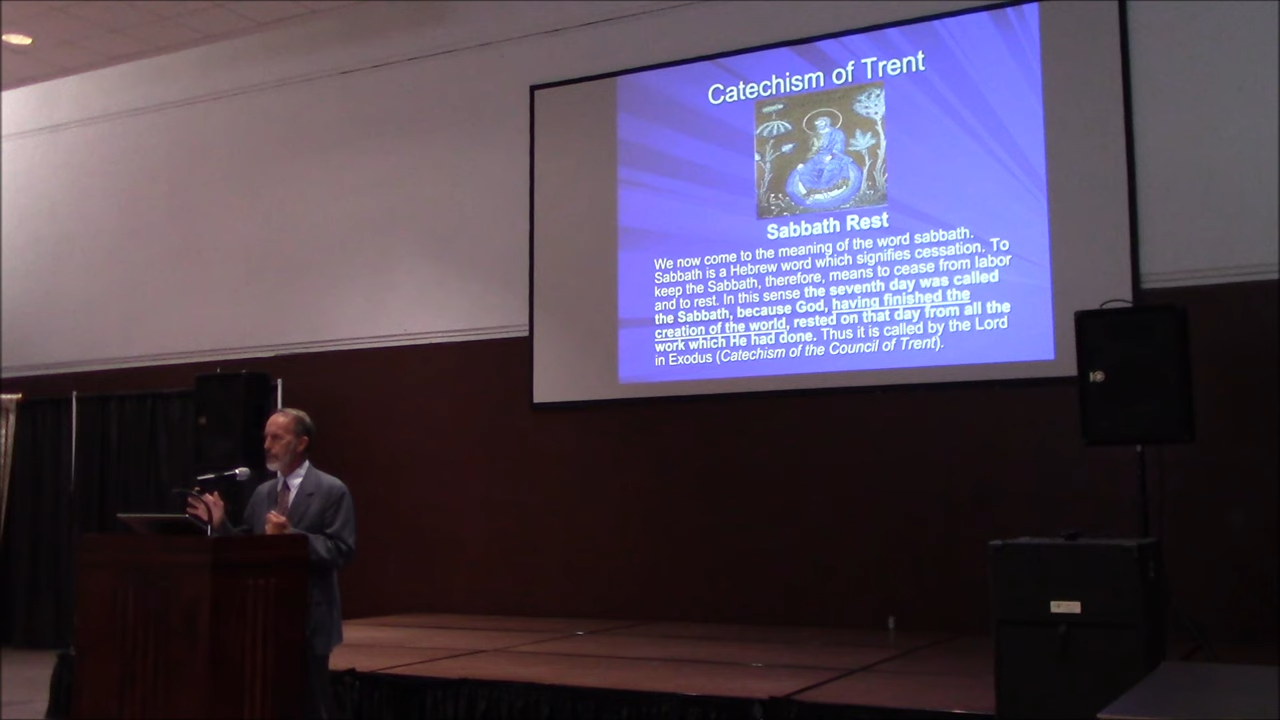 Catechism of Trent
Sabbath Rest
We now come to the meaning of the word sabbath.
Sabbath is a Hebrew word which signifies cessation. To
keep the Sabbath, therefore, means to cease from labor
and to rest. In this sense the seventh day was called
the Sabbath, because God, having finished the
creation of the world, rested on that day from all the
work which He had done. Thus it is called by the Lord
in Exodus (Catechism of the Council of Trent).